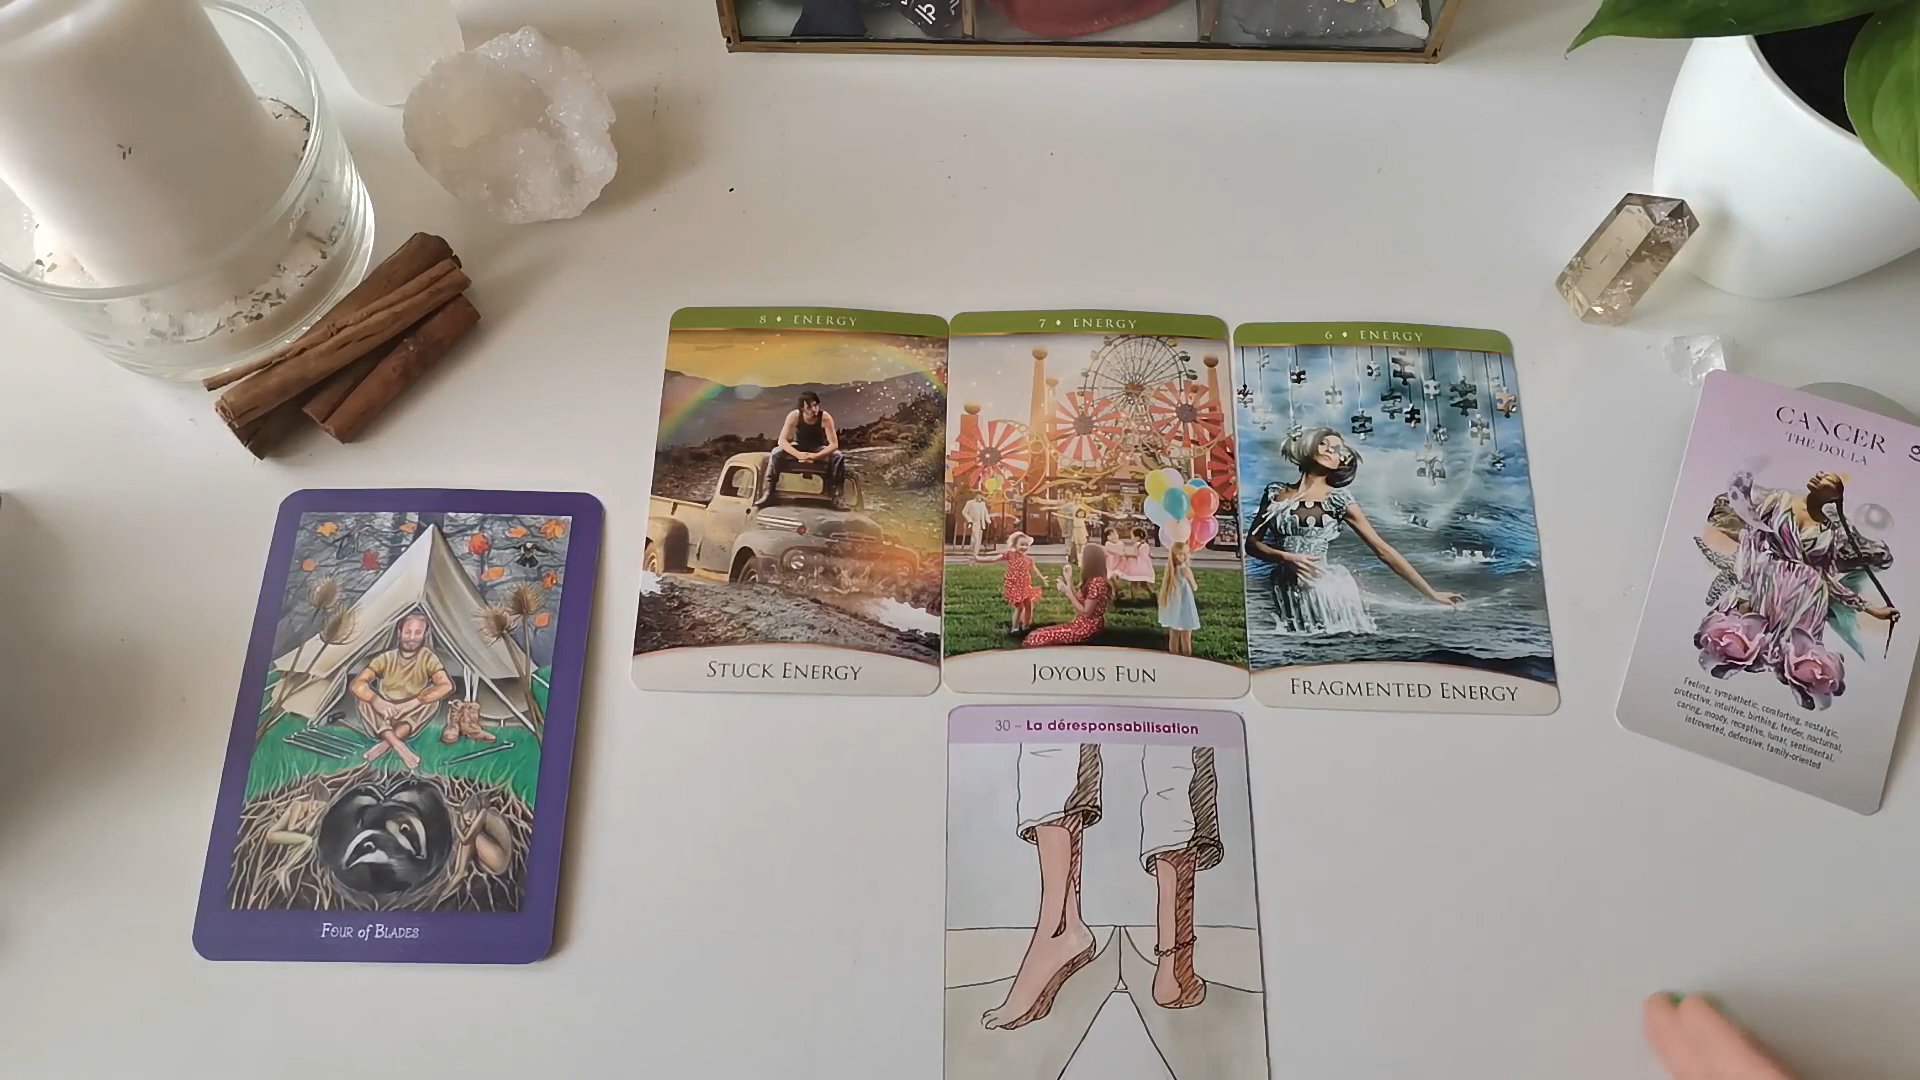 8 ♦ ENERGY
STUCK ENERGY
7 ♦ ENERGY
JOYOUS FUN
6 ♦ ENERGY
FRAGMENTED ENERGY
CANCER
THE DOULA
Feeling, sympathetic, comforting, nostalgic,
protective, intuitive, birthing, tender, nocturnal,
caring, moody, receptive, lunar, sentimental,
introverted, defensive, family-oriented
FOUR of BLADES
30 – La déresponsabilisation